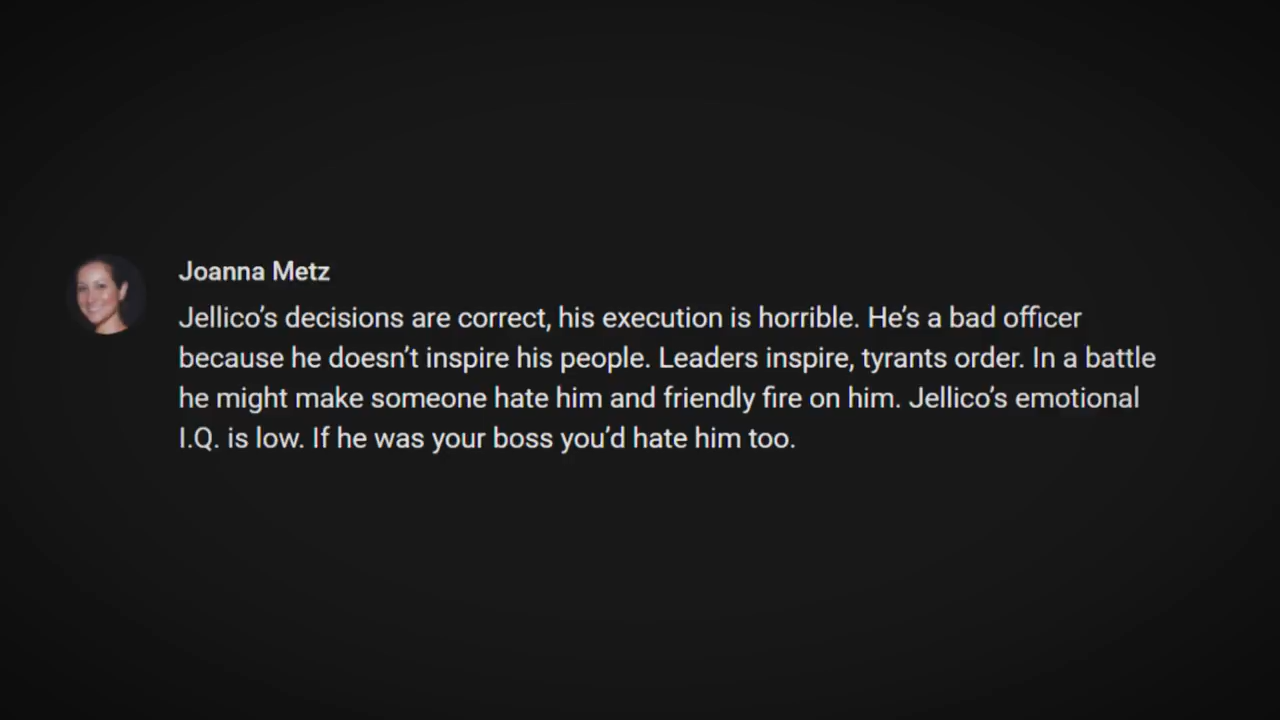 Joanna Metz
Jellico’s decisions are correct, his execution is horrible. He’s a bad officer
because he doesn’t inspire his people. Leaders inspire, tyrants order. In a battle
he might make someone hate him and friendly fire on him. Jellico’s emotional
I.Q. is low. If he was your boss you’d hate him too.